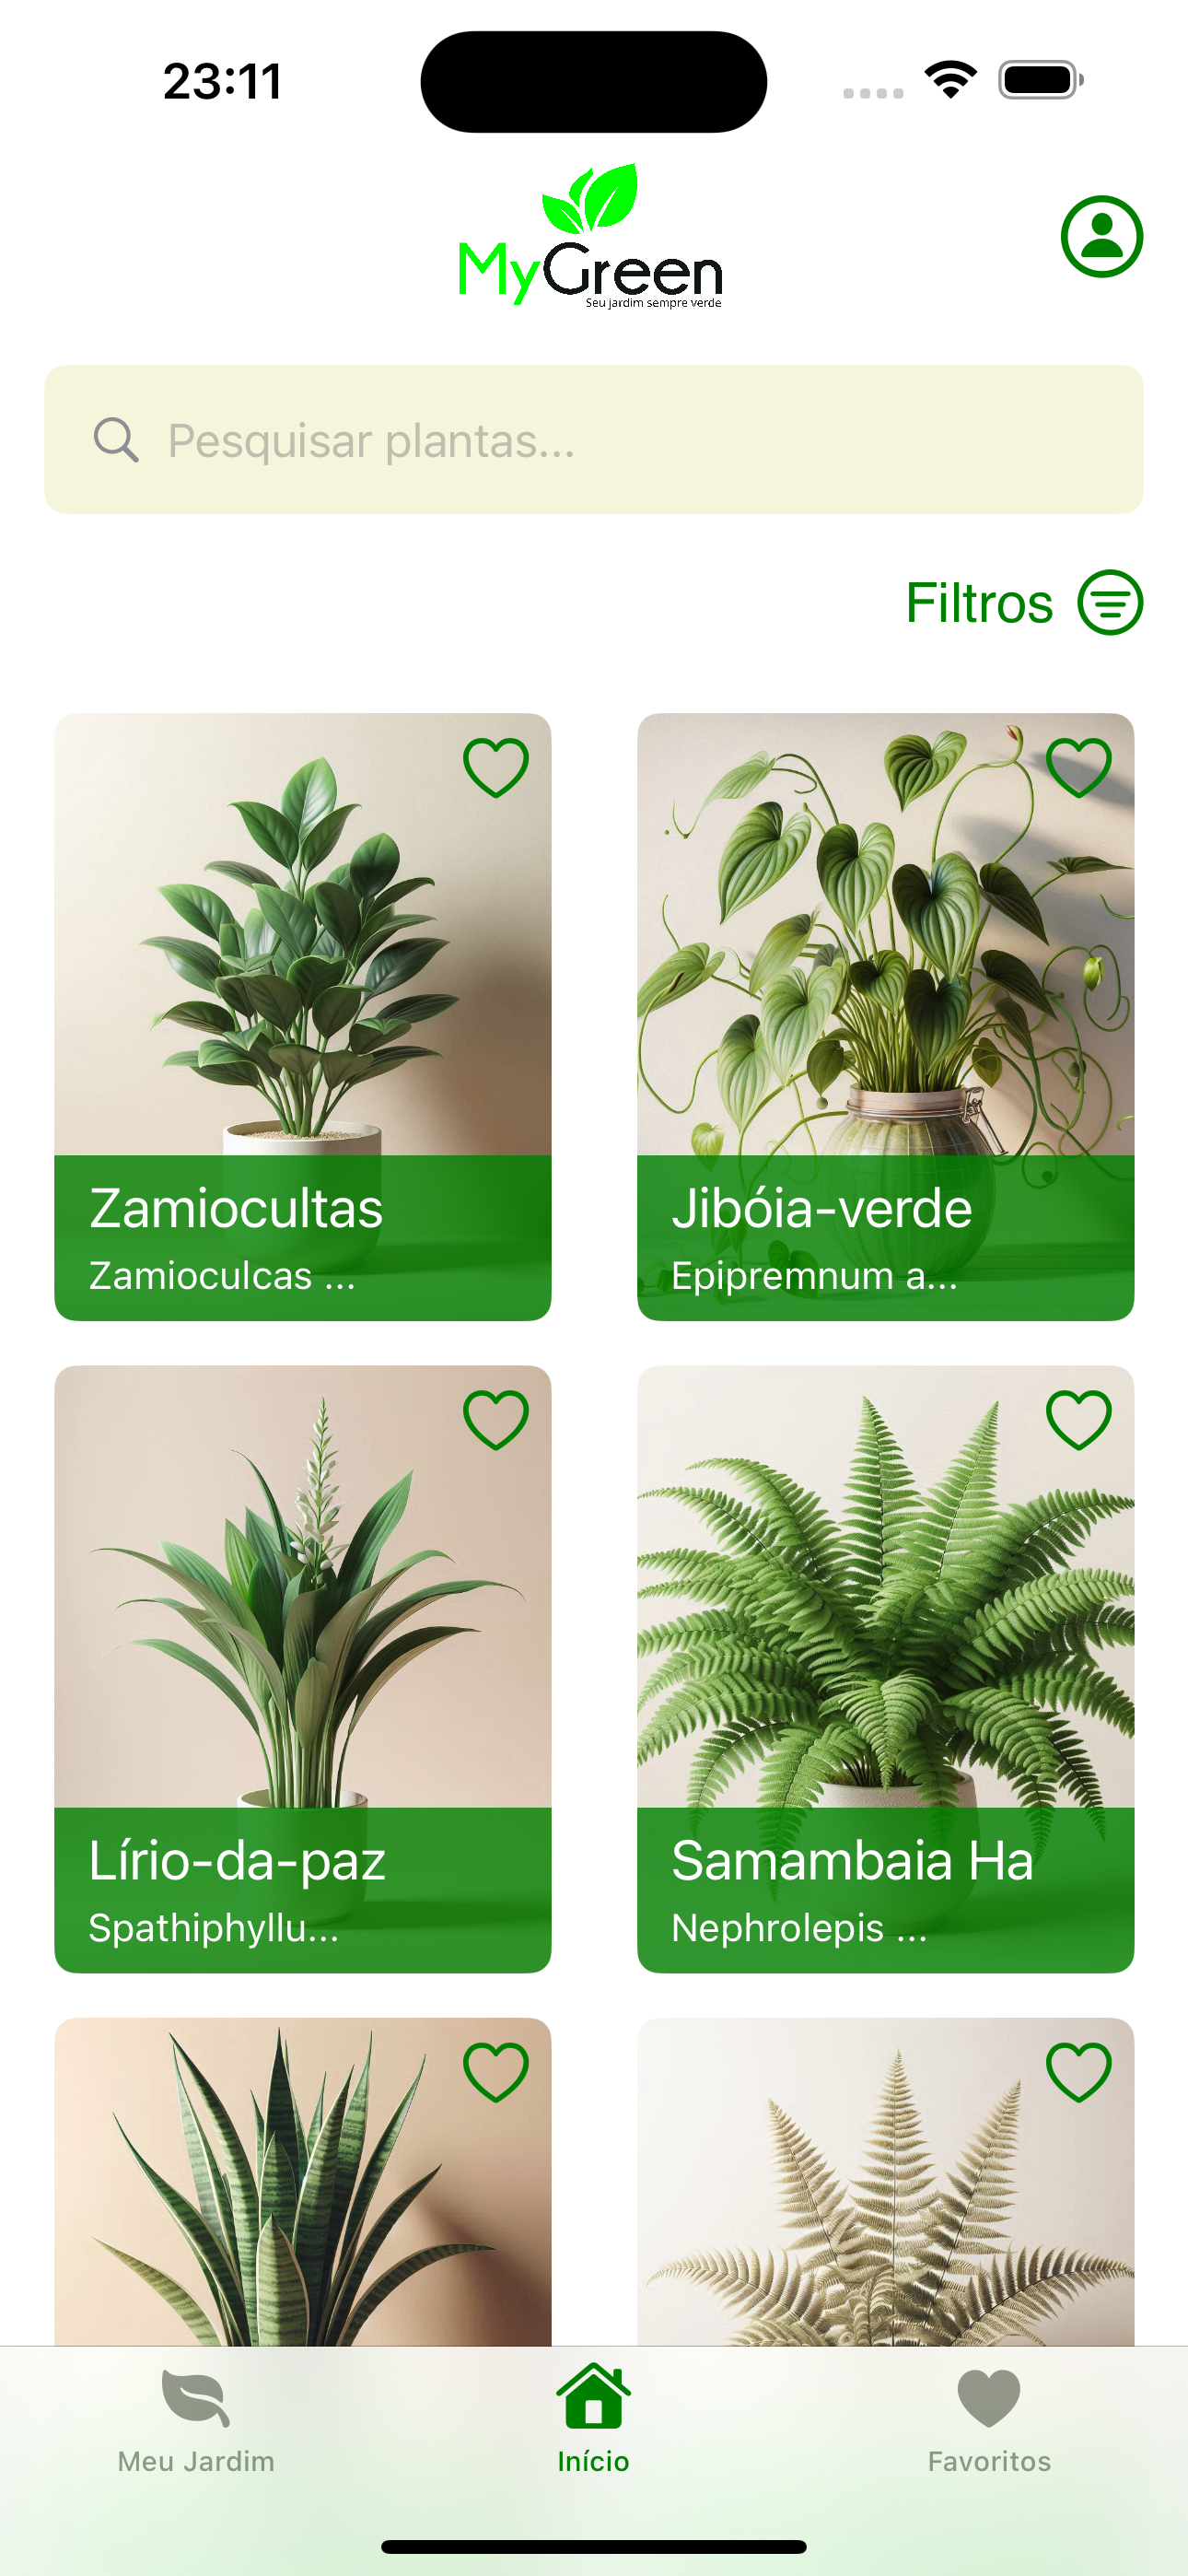 23:11
MyGreen
Seu jardim sempre verde
Pesquisar plantas...
Filtros
Zamiocultas
Zamioculcas ...
Jibóia-verde
Epipremnum a...
Lírio-da-paz
Spathiphyllu...
Samambaia Ha
Nephrolepis ...
Meu Jardim
Início
Favoritos